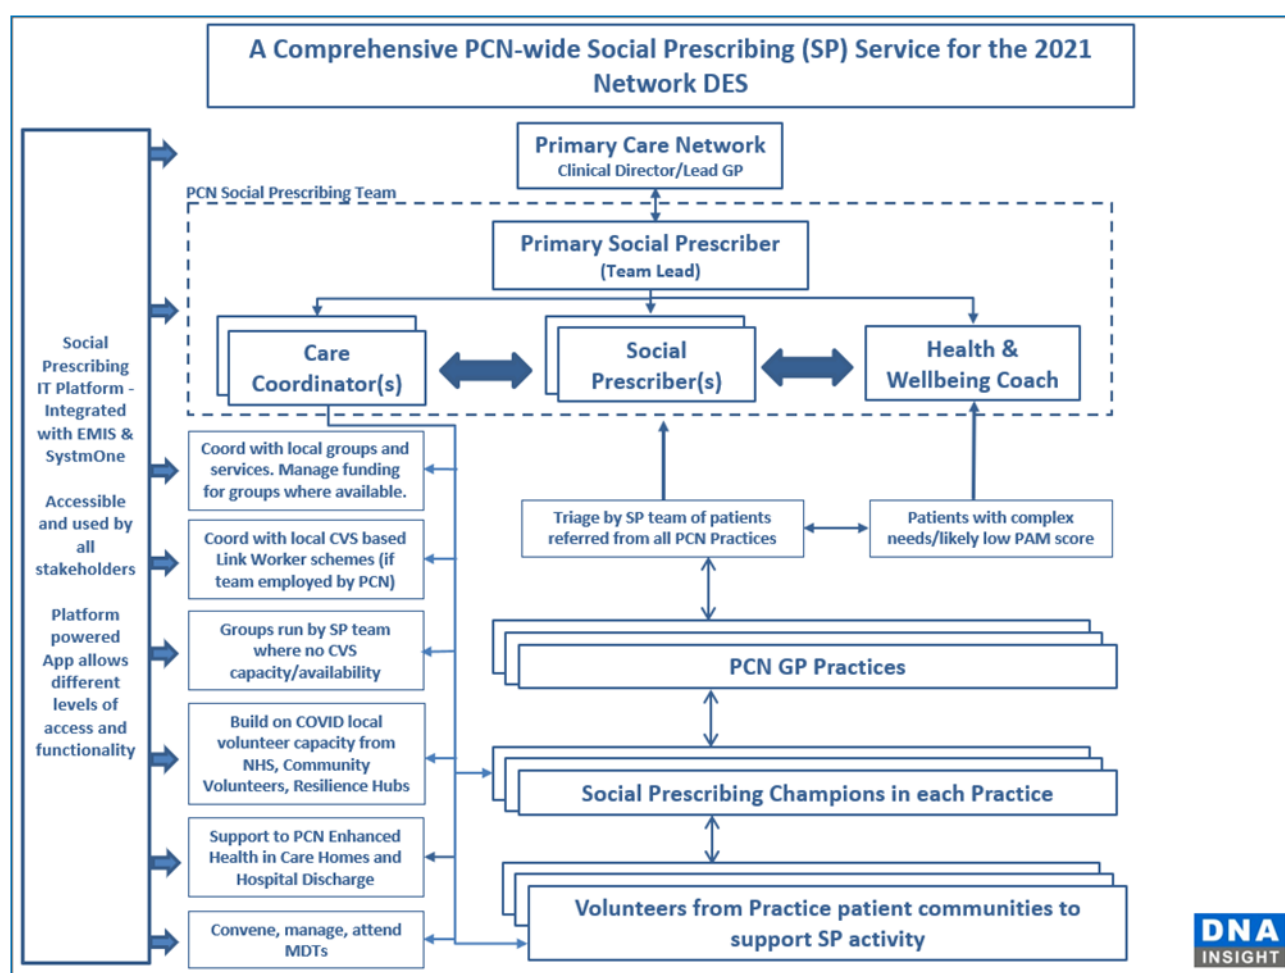 A Comprehensive PCN-wide Social Prescribing (SP) Service for the 2021
Network DES
Primary Care Network
Clinical Director/Lead GP
PCN Social Prescribing Team
Primary Social Prescriber
(Team Lead)
Care
Coordinator(s)
Social
Prescriber(s)
Health &
Wellbeing Coach
Social
Prescribing
IT Platform -
Integrated
with EMIS &
SystmOne
Accessible
and used by
all
stakeholders
Platform
powered
App allows
different
levels of
access and
functionality
Coord with local groups and
services. Manage funding
for groups where available.
Coord with local CVS based
Link Worker schemes (if
team employed by PCN)
Groups run by SP team
where no CVS
capacity/availability
Build on COVID local
volunteer capacity from
NHS, Community
Volunteers, Resilience Hubs
Support to PCN Enhanced
Health in Care Homes and
Hospital Discharge
Convene, manage, attend
MDTs
Triage by SP team of patients
referred from all PCN Practices
Patients with complex
needs/likely low PAM score
PCN GP Practices
Social Prescribing Champions in each Practice
Volunteers from Practice patient communities to
support SP activity
DNA
INSIGHT